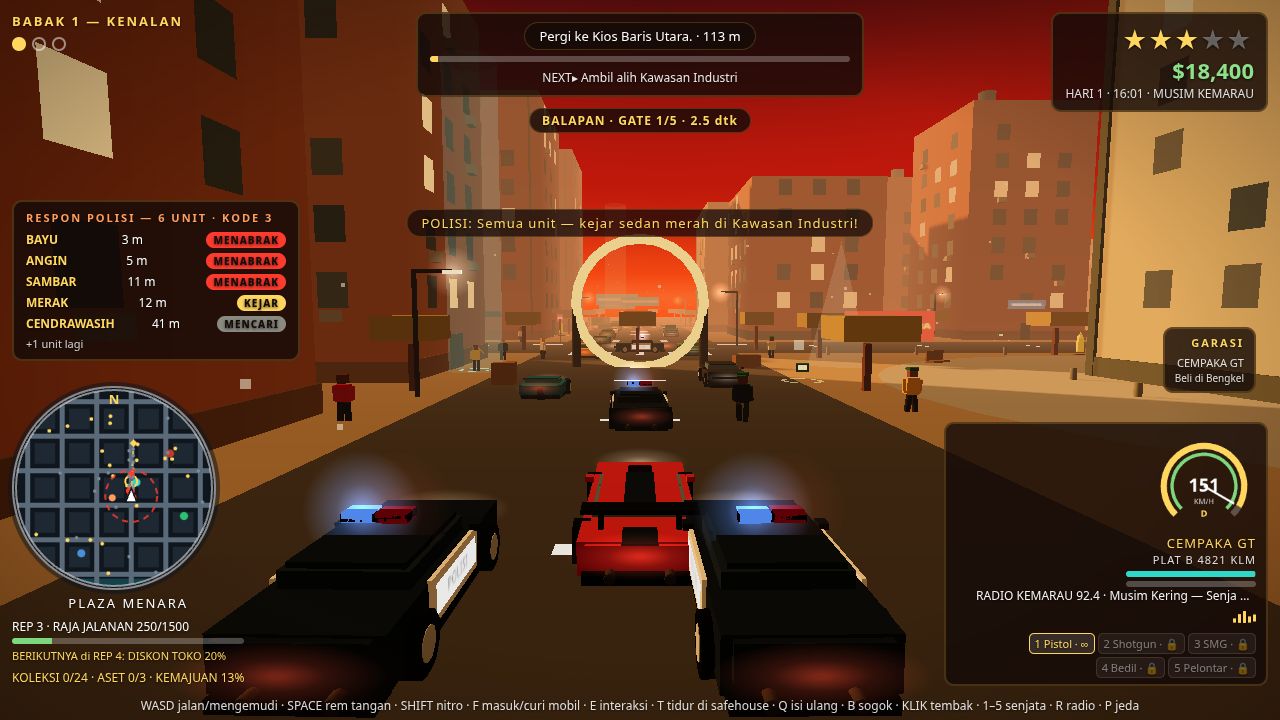 BABAK 1 — KENALAN
Pergi ke Kios Baris Utara. · 113 m
NEXT▸ Ambil alih Kawasan Industri
BALAPAN · GATE 1/5 · 2.5 dtk
★★★★★
$18,400
HARI 1 · 16:01 · MUSIM KEMARAU
POLISI: Semua unit — kejar sedan merah di Kawasan Industri!
RESPON POLISI — 6 UNIT · KODE 3
BAYU 3 m MENABRAK
ANGIN 5 m MENABRAK
SAMBAR 11 m MENABRAK
MERAK 12 m KEJAR
CENDRAWASIH 41 m MENCARI
+1 unit lagi
GARASI
CEMPAKA GT
Beli di Bengkel
N
POLISI
PLAZA MENARA
REP 3 · RAJA JALANAN 250/1500
BERIKUTNYA di REP 4: DISKON TOKO 20%
KOLEKSI 0/24 · ASET 0/3 · KEMAJUAN 13%
151
KM/H
D
CEMPAKA GT
PLAT B 4821 KLM
RADIO KEMARAU 92.4 · Musim Kering — Senja ...
1 Pistol · ∞ 2 Shotgun · 🔒 3 SMG · 🔒
4 Bedil · 🔒 5 Pelontar · 🔒
WASD jalan/mengemudi · SPACE rem tangan · SHIFT nitro · F masuk/curi mobil · E interaksi · T tidur di safehouse · Q isi ulang · B sogok · KLIK tembak · 1–5 senjata · R radio · P jeda